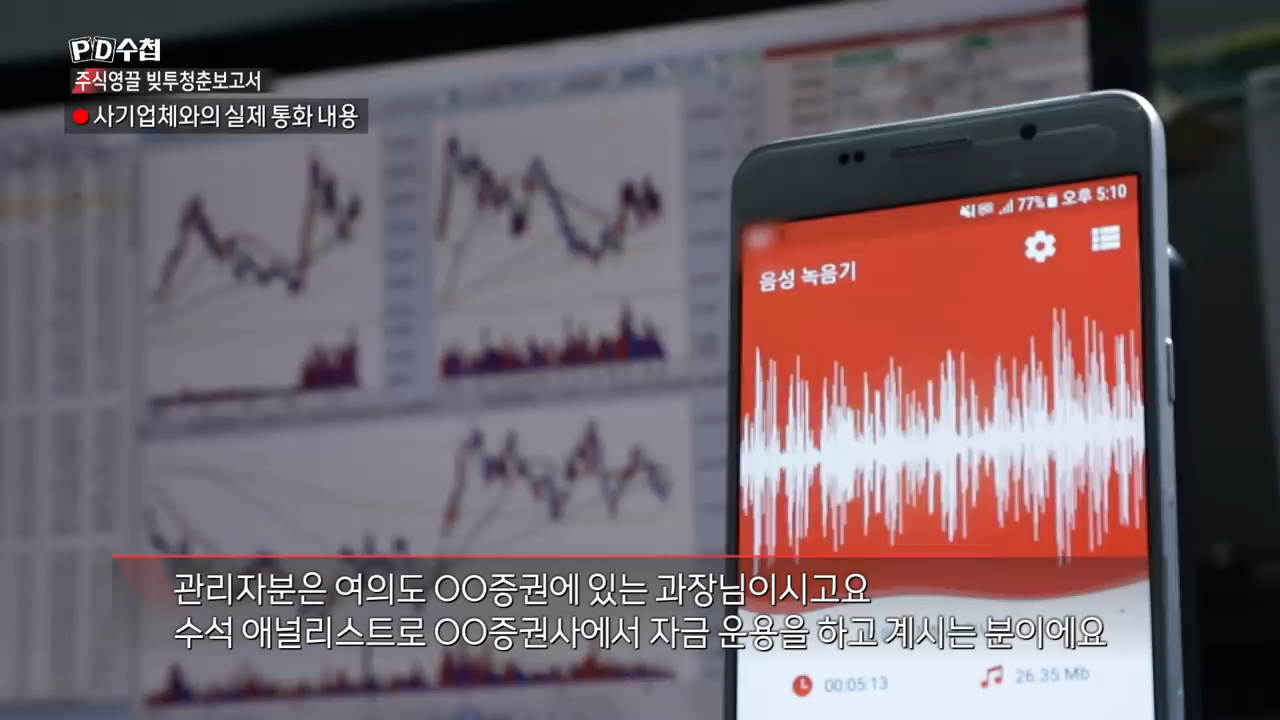 PD수첩
주식영끌 빚투청춘보고서
사기업체와의 실제 통화 내용
77% 오후 5:10
음성 녹음기
관리자분은 여의도 OO증권에 있는 과장님이시고요
수석 애널리스트로 OO증권사에서 자금 운용을 하고 계시는 분이에요
00:05:13
26.35 Mb